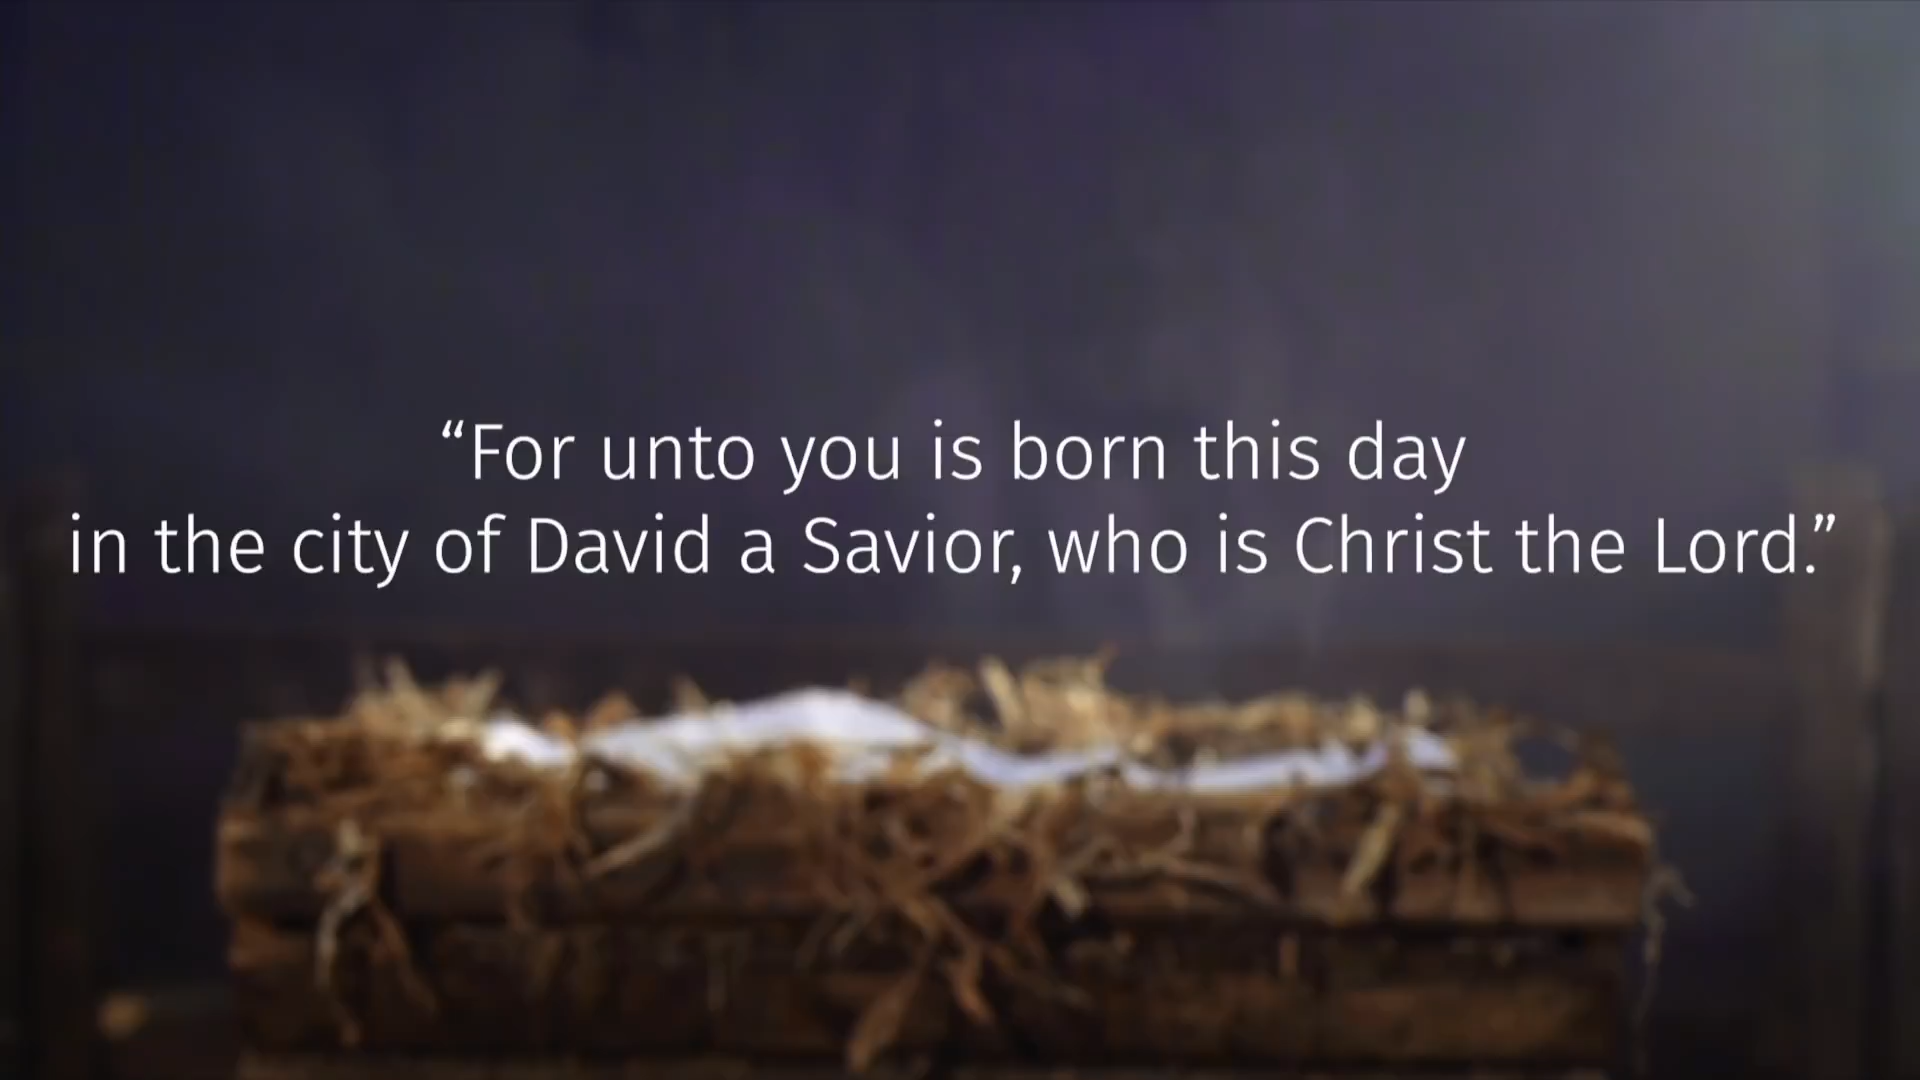 “For unto you is born this day
in the city of David a Savior, who is Christ the Lord.”